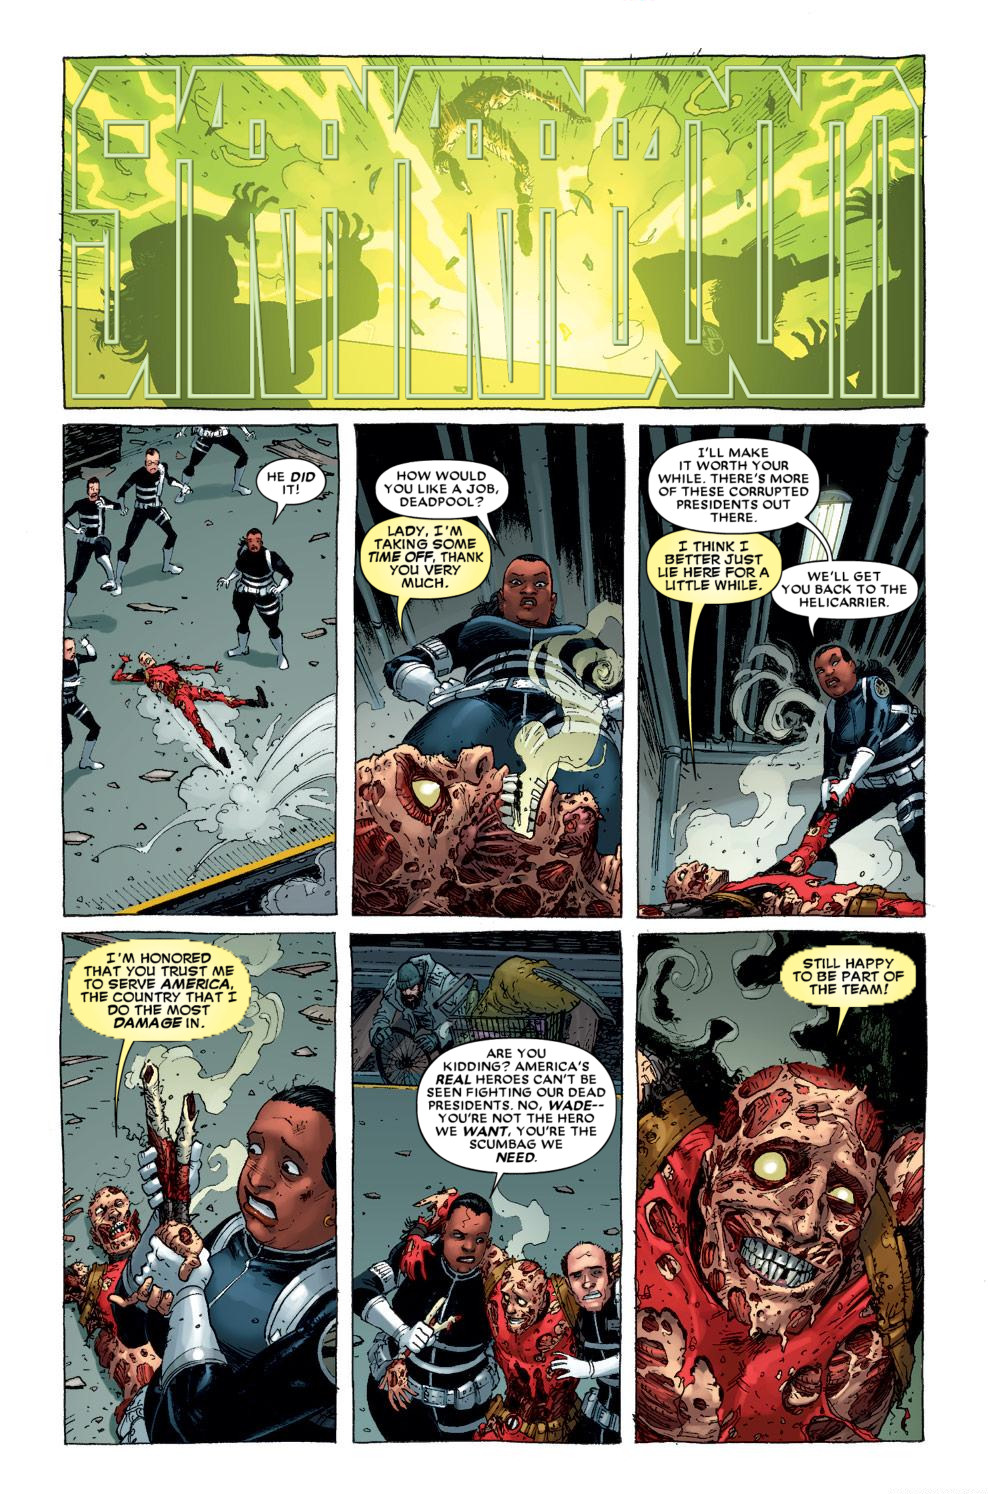 HE DID
IT!
HOW WOULD
YOU LIKE A JOB,
DEADPOOL?
LADY, I'M
TAKING SOME
TIME OFF, THANK
YOU VERY
MUCH.
I'LL MAKE
IT WORTH YOUR
WHILE. THERE'S MORE
OF THESE CORRUPTED
PRESIDENTS OUT
THERE.
I THINK I
BETTER JUST
LIE HERE FOR A
LITTLE WHILE.
WE'LL GET
YOU BACK TO THE
HELICARRIER.
I'M HONORED
THAT YOU TRUST ME
TO SERVE AMERICA,
THE COUNTRY THAT I
DO THE MOST
DAMAGE IN.
ARE YOU
KIDDING? AMERICA'S
REAL HEROES CAN'T BE
SEEN FIGHTING OUR DEAD
PRESIDENTS. NO, WADE--
YOU'RE NOT THE HERO
WE WANT, YOU'RE THE
SCUMBAG WE
NEED.
STILL HAPPY
TO BE PART OF
THE TEAM!